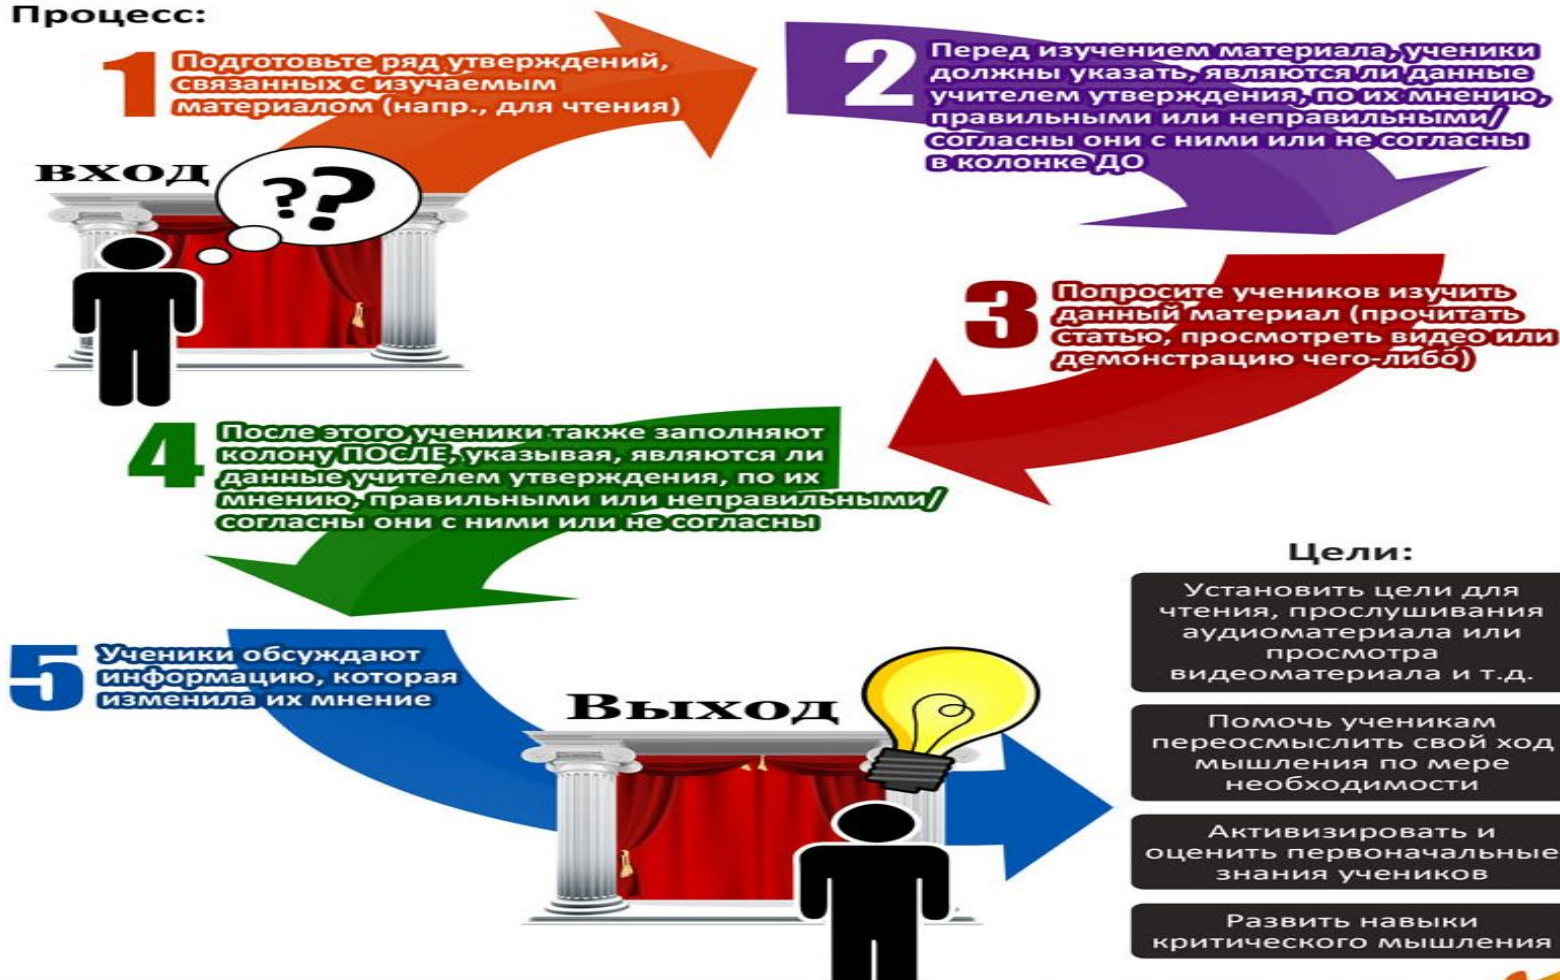 Процесс:
1
Подготовьте ряд утверждений,
связанных с изучаемым
материалом (напр., для чтения)
2
Перед изучением материала, ученики
должны указать, являются ли данные
учителем утверждения, по их мнению,
правильными или неправильными/
согласны они с ними или не согласны
в колонке ДО
вход
??
3
Попросите учеников изучить
данный материал (прочитать
статью, просмотреть видео или
демонстрацию чего-либо)
4
После этого ученики также заполняют
колону ПОСЛЕ, указывая, являются ли
данные учителем утверждения, по их
мнению, правильными или неправильными/
согласны они с ними или не согласны
5
Ученики обсуждают
информацию, которая
изменила их мнение
Выход
Цели:
Установить цели для
чтения, прослушивания
аудиоматериала или
просмотра
видеоматериала и т.д.
Помочь ученикам
переосмыслить свой ход
мышления по мере
необходимости
Активизировать и
оценить первоначальные
знания учеников
Развить навыки
критического мышления